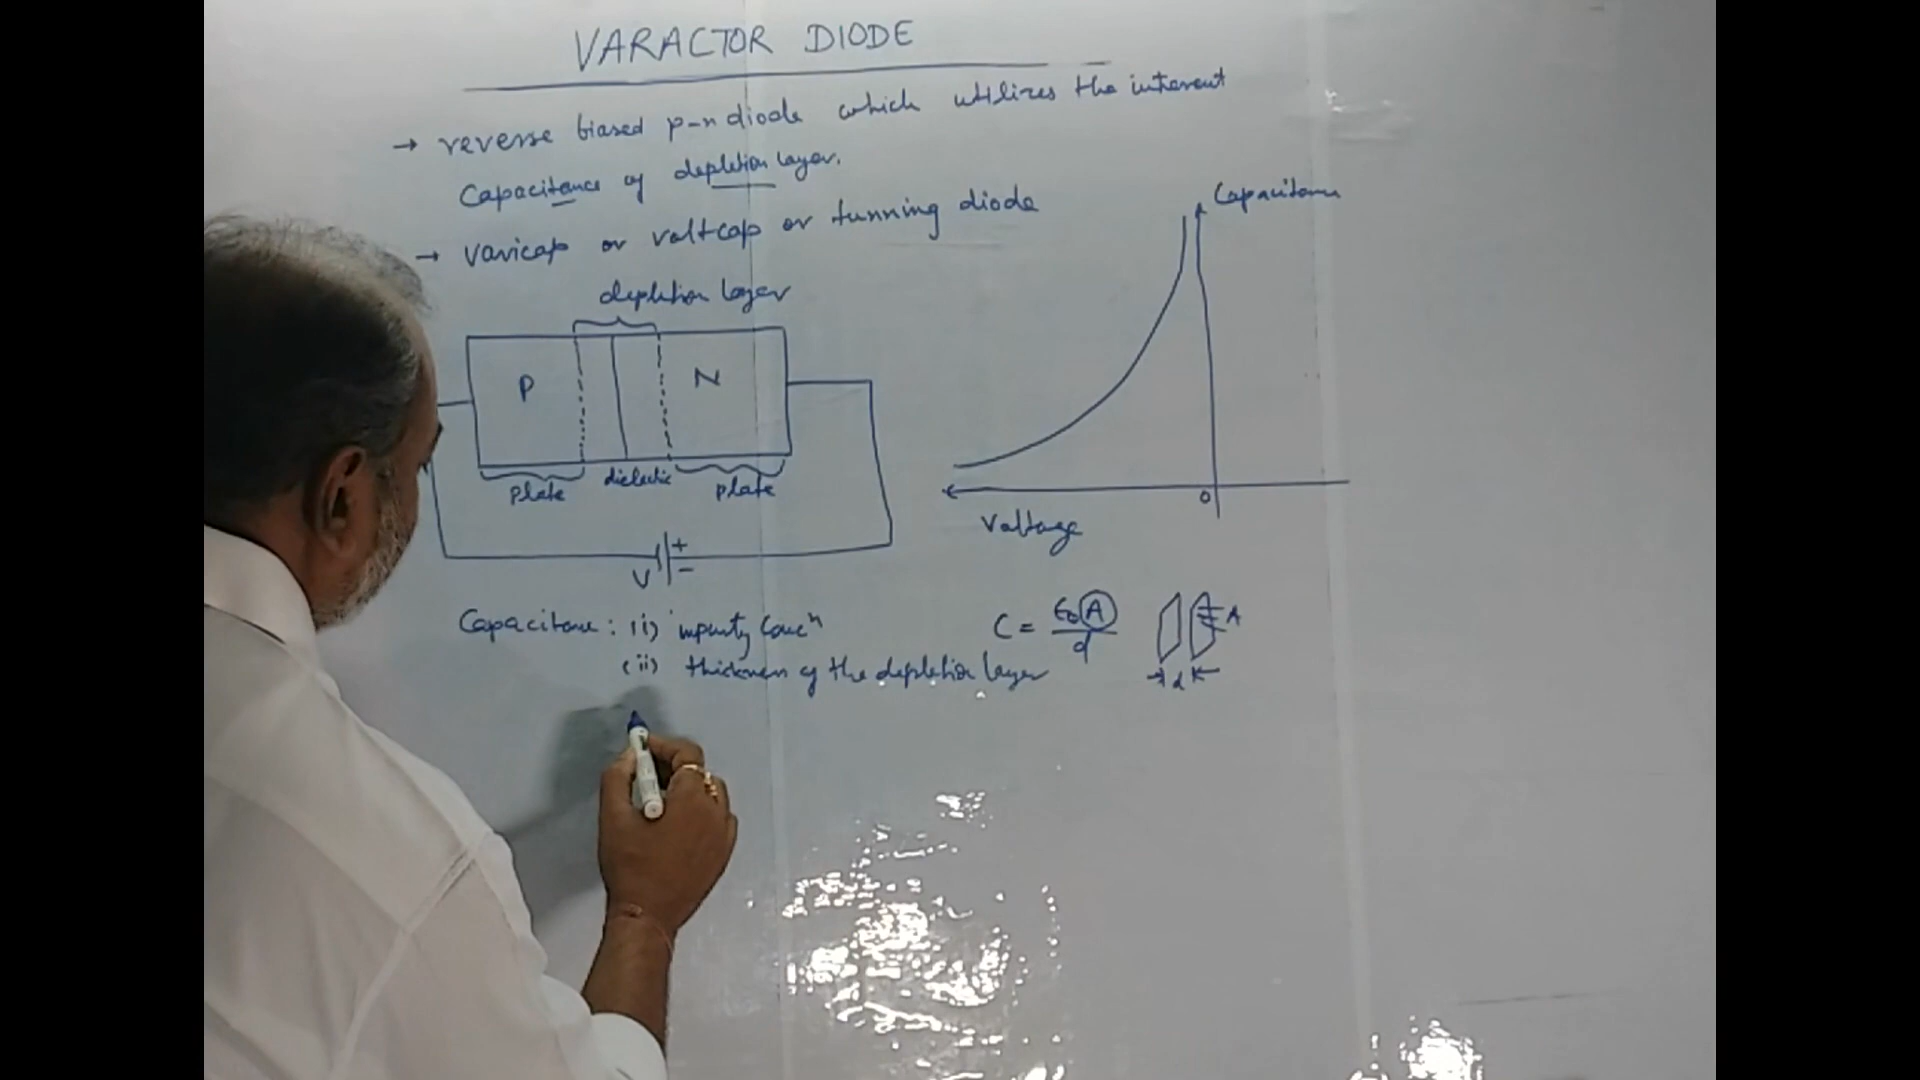 VARACTOR DIODE
→ reverse biased p-n diode which utilizes the inherent
Capacitance of depletion layer.
→ varicap or voltcap or tunning diode
depletion layer
P
N
plate
dielectric
plate
V
+
-
Capacitance
0
Voltage
Capacitance: (i) impurity Concⁿ
(ii) thickness of the depletion layer
C = ε₀A/d
A
d